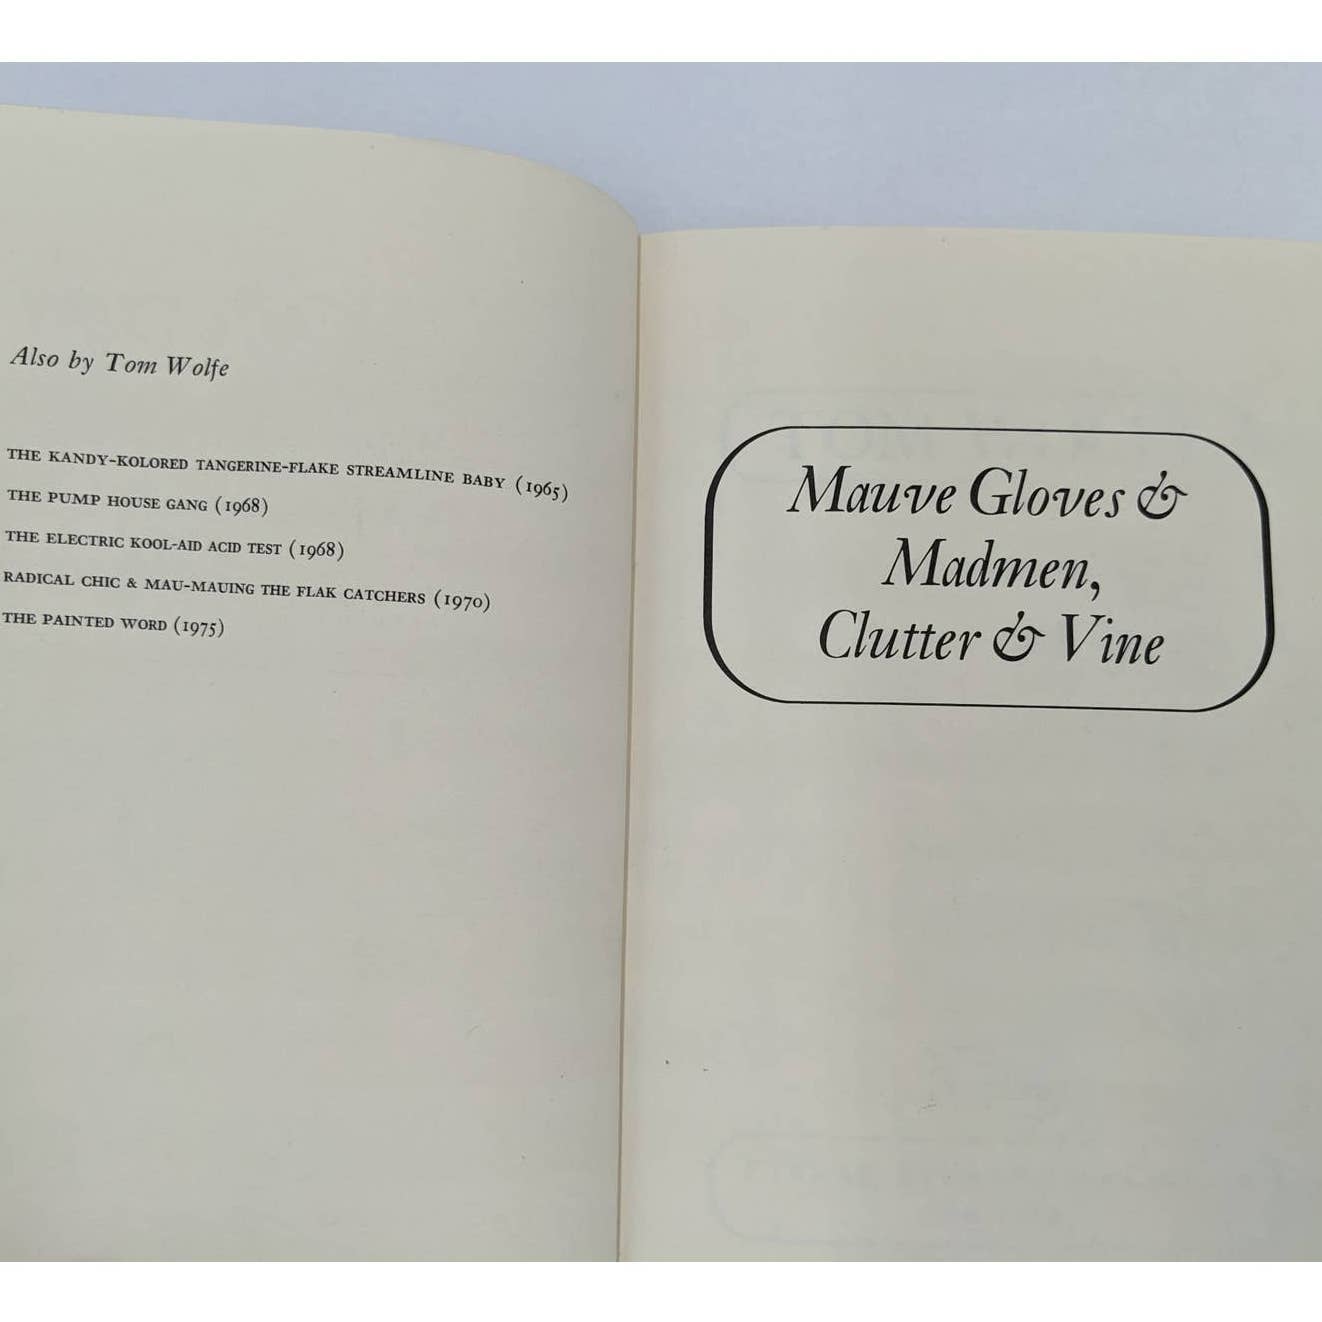 Also by Tom Wolfe
THE KANDY-KOLORED TANGERINE-FLAKE STREAMLINE BABY (1965)
THE PUMP HOUSE GANG (1968)
THE ELECTRIC KOOL-AID ACID TEST (1968)
RADICAL CHIC & MAU-MAUING THE FLAK CATCHERS (1970)
THE PAINTED WORD (1975)
Mauve Gloves &
Madmen,
Clutter & Vine